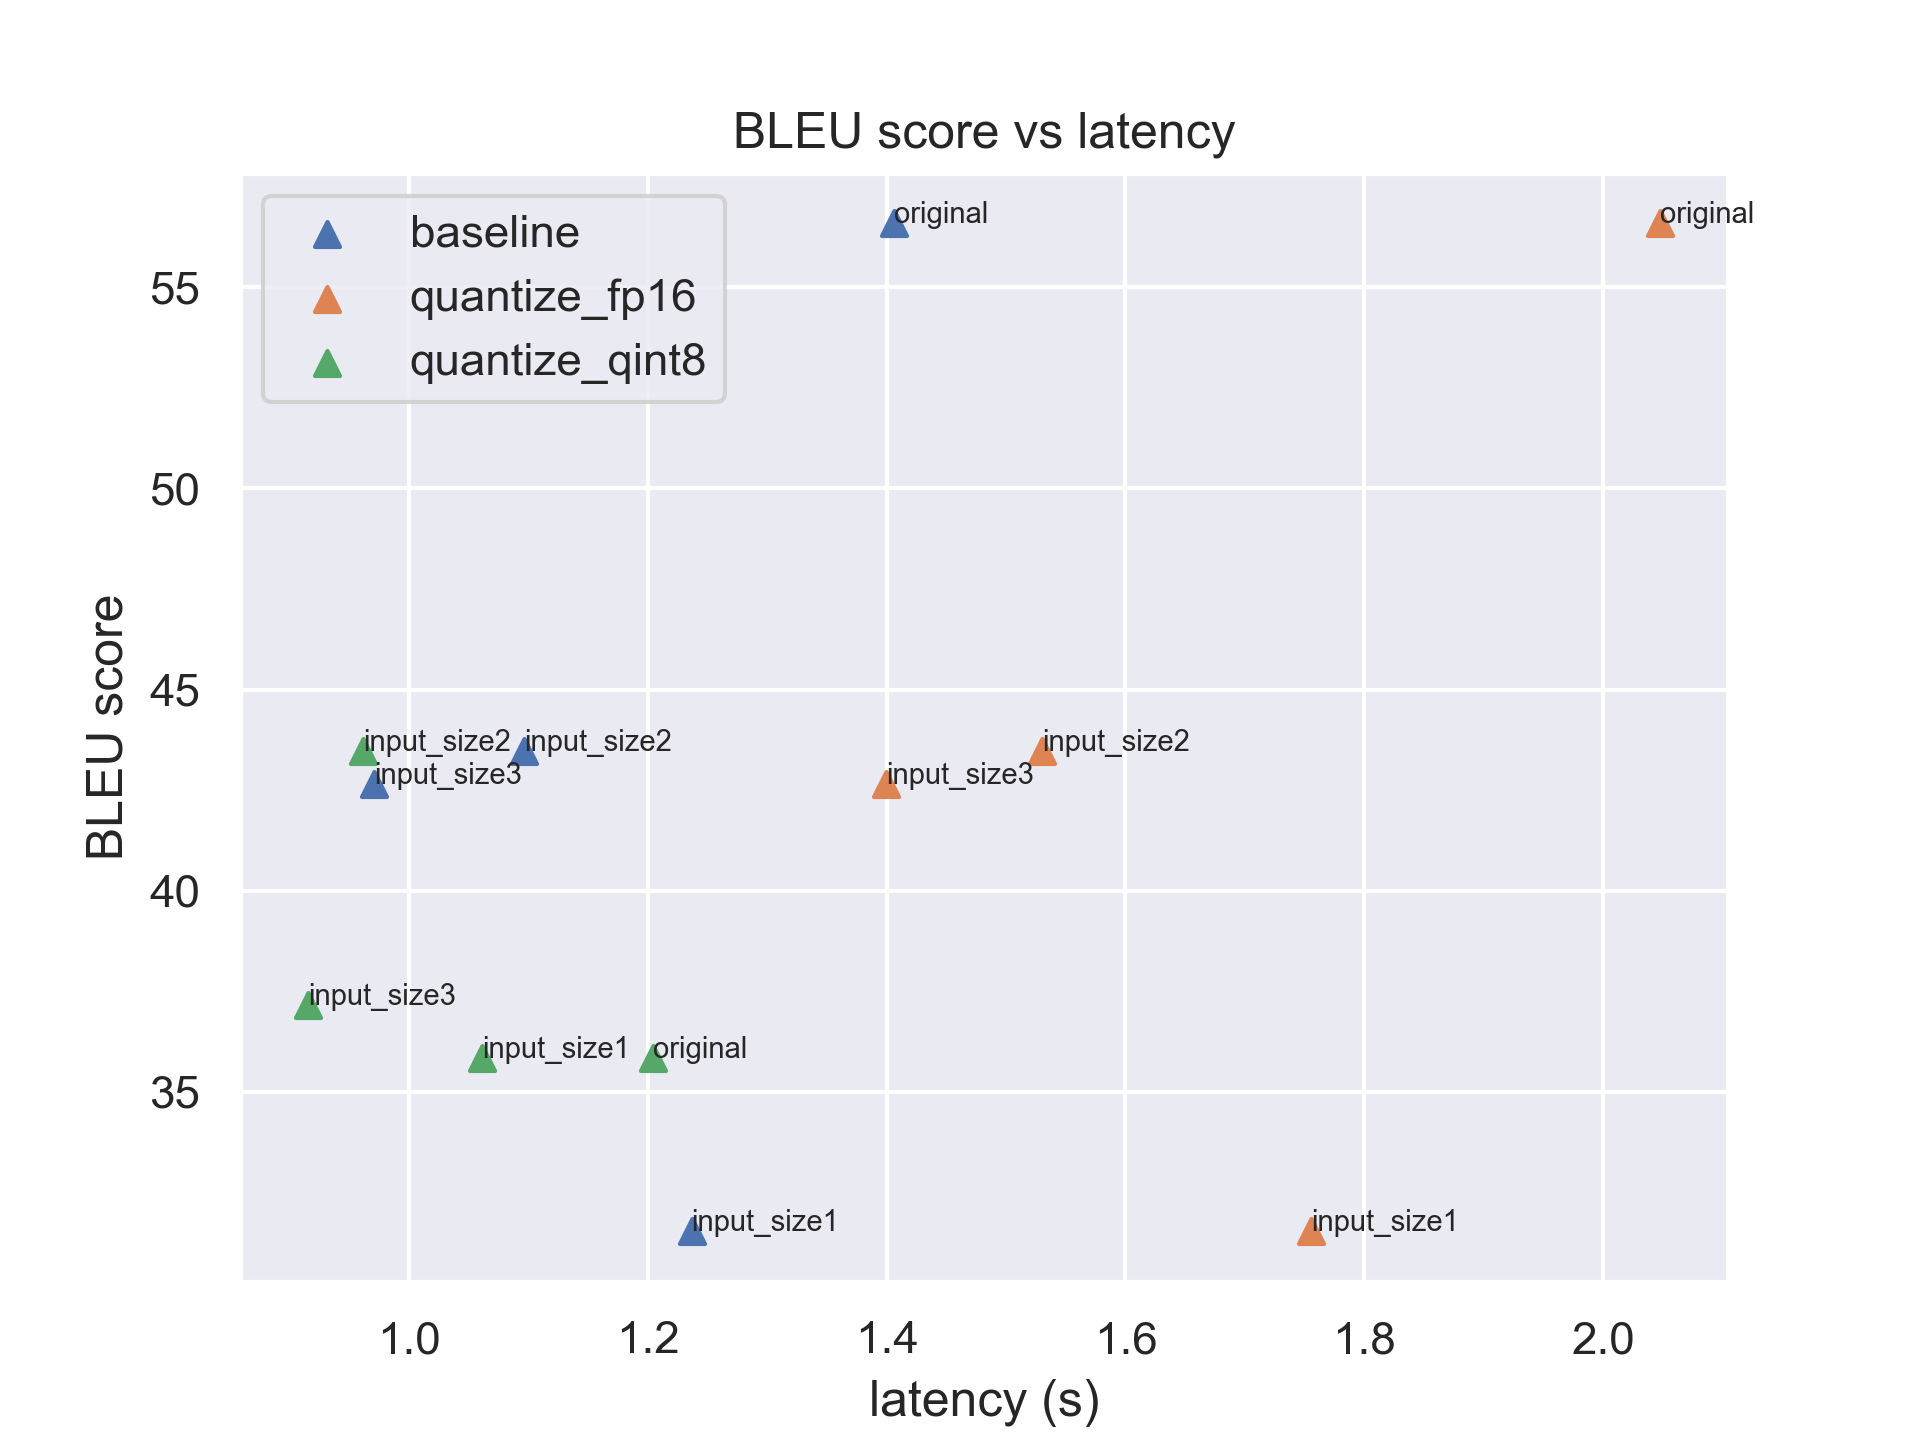 BLEU score vs latency
baseline
quantize_fp16
quantize_qint8
original
original
55
50
45
40
35
BLEU score
input_size2
input_size2
input_size2
input_size3
input_size3
input_size3
input_size1
original
input_size1
input_size1
1.0 1.2 1.4 1.6 1.8 2.0
latency (s)